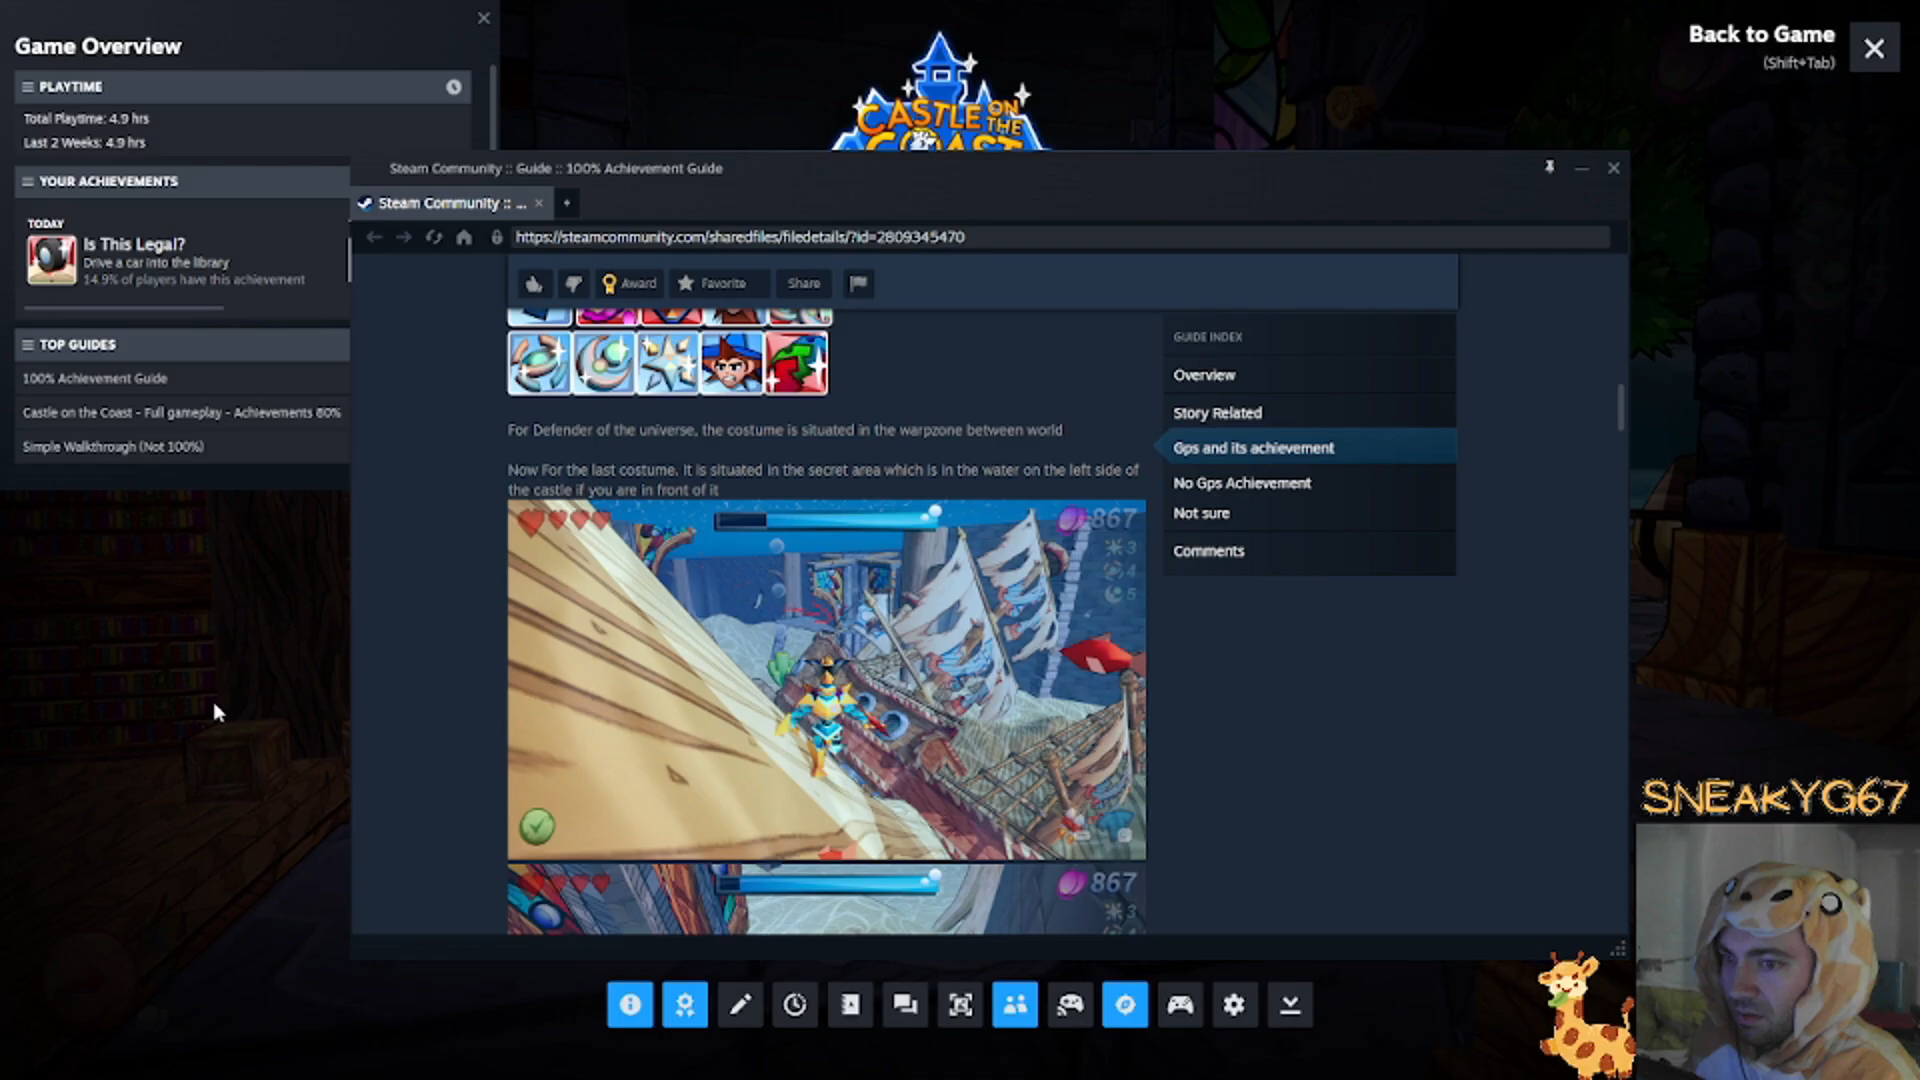 Game Overview
PLAYTIME
Total Playtime: 4.9 hrs
Last 2 Weeks: 4.9 hrs
YOUR ACHIEVEMENTS
TODAY
Is This Legal?
Drive a car into the library
14.9% of players have this achievement
TOP GUIDES
100% Achievement Guide
Castle on the Coast - Full gameplay - Achievements 80%
Simple Walkthrough (Not 100%)
CASTLE ON THE COAST
Back to Game
(Shift+Tab)
Steam Community :: Guide :: 100% Achievement Guide
Steam Community :: ...
https://steamcommunity.com/sharedfiles/filedetails/?id=2809345470
Award
Favorite
Share
For Defender of the universe, the costume is situated in the warpzone between world
Now For the last costume. It is situated in the secret area which is in the water on the left side of
the castle if you are in front of it
867
3
4
5
867
3
GUIDE INDEX
Overview
Story Related
Gps and its achievement
No Gps Achievement
Not sure
Comments
SNEAKYG67